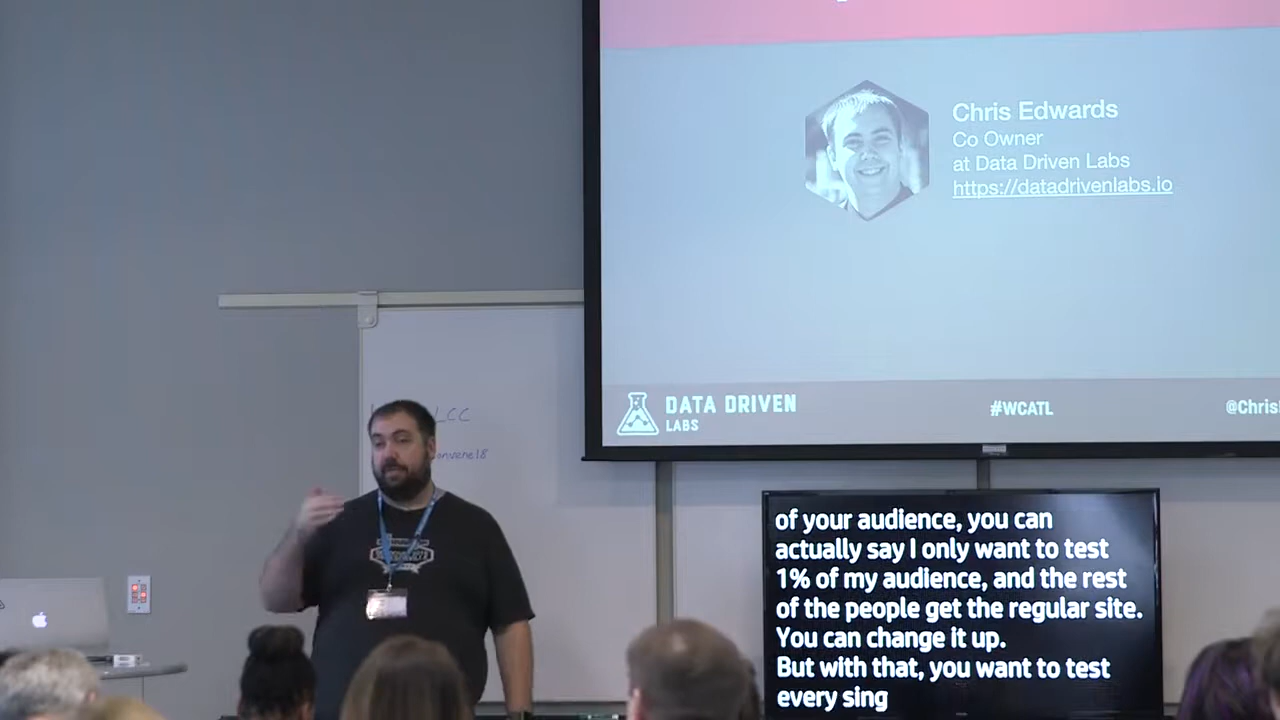 Chris Edwards
Co Owner
at Data Driven Labs
https://datadrivenlabs.io
DATA DRIVEN
LABS
#WCATL
@Chris
LCC
onvene18
of your audience, you can
actually say I only want to test
1% of my audience, and the rest
of the people get the regular site.
You can change it up.
But with that, you want to test
every sing